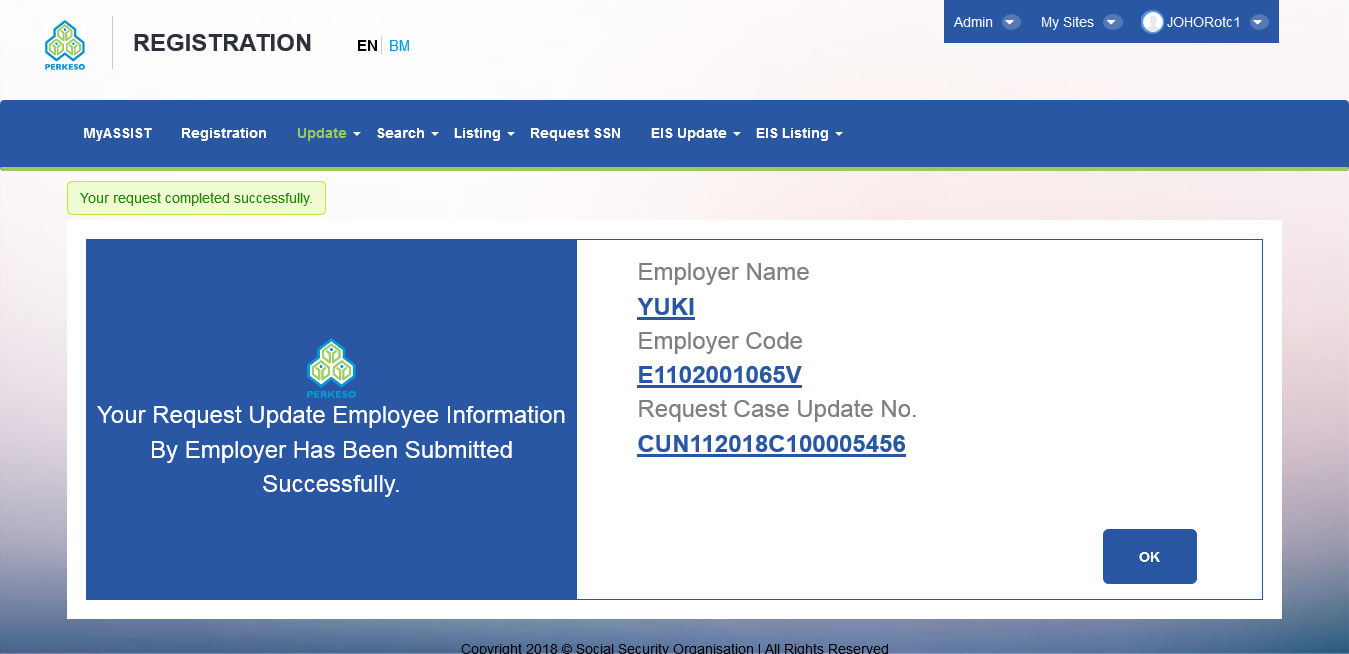 Admin My Sites JOHORotc1
PERKESO
REGISTRATION
EN BM
MyASSIST Registration Update Search Listing Request SSN EIS Update EIS Listing
Your request completed successfully.
PERKESO
Your Request Update Employee Information
By Employer Has Been Submitted
Successfully.
Employer Name
YUKI
Employer Code
E1102001065V
Request Case Update No.
CUN112018C100005456
OK
Copyright 2018 © Social Security Organisation | All Rights Reserved